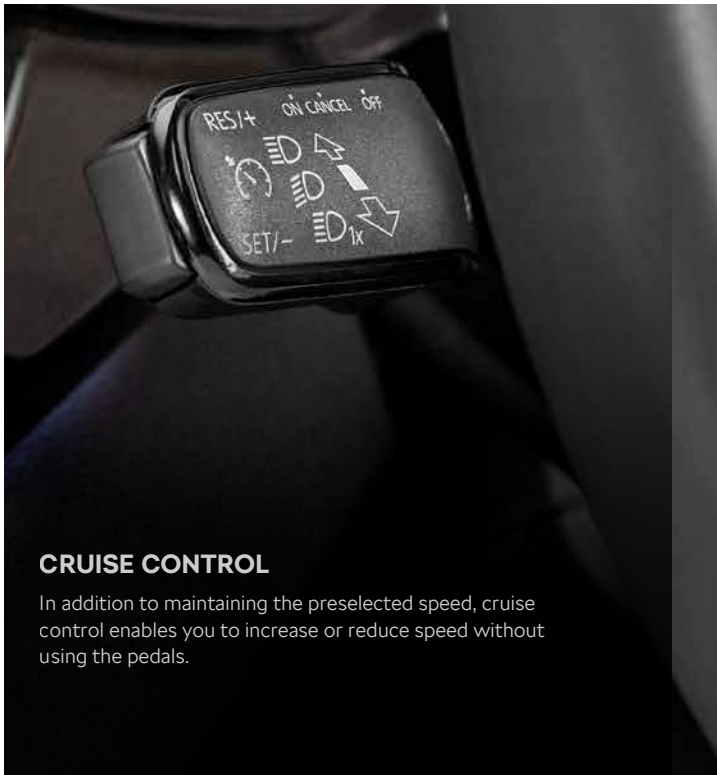 RES/+ ON CANCEL OFF
SET/− 1x
CRUISE CONTROL
In addition to maintaining the preselected speed, cruise
control enables you to increase or reduce speed without
using the pedals.